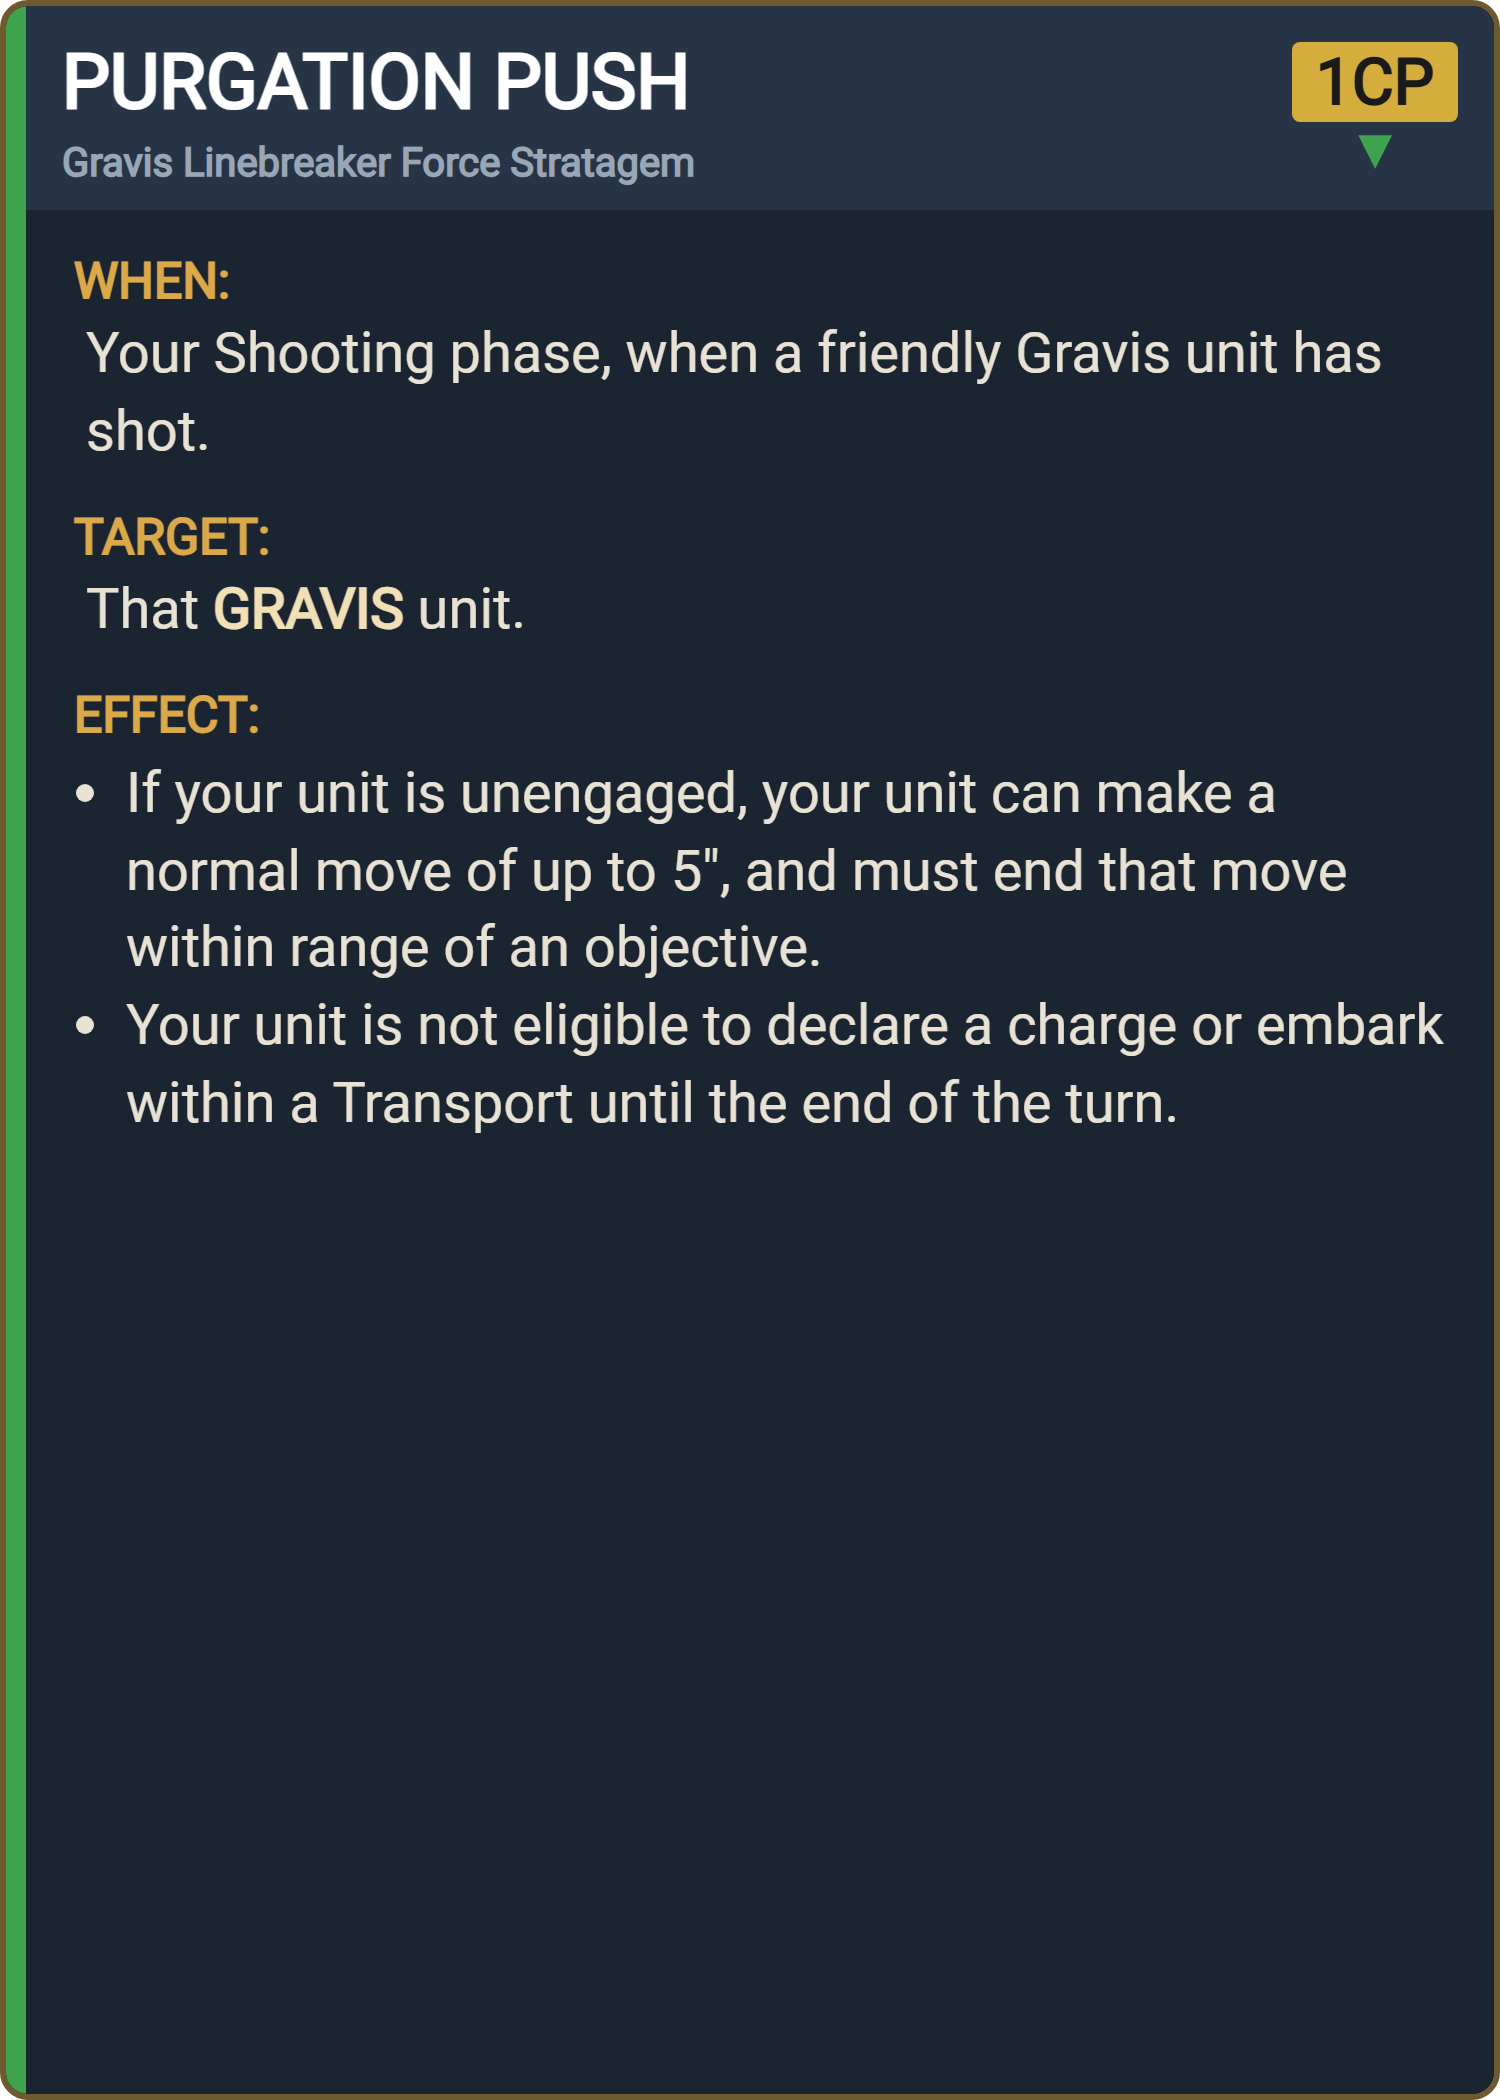 PURGATION PUSH
1CP
Gravis Linebreaker Force Stratagem
WHEN:
Your Shooting phase, when a friendly Gravis unit has
shot.
TARGET:
That GRAVIS unit.
EFFECT:
• If your unit is unengaged, your unit can make a
normal move of up to 5", and must end that move
within range of an objective.
• Your unit is not eligible to declare a charge or embark
within a Transport until the end of the turn.